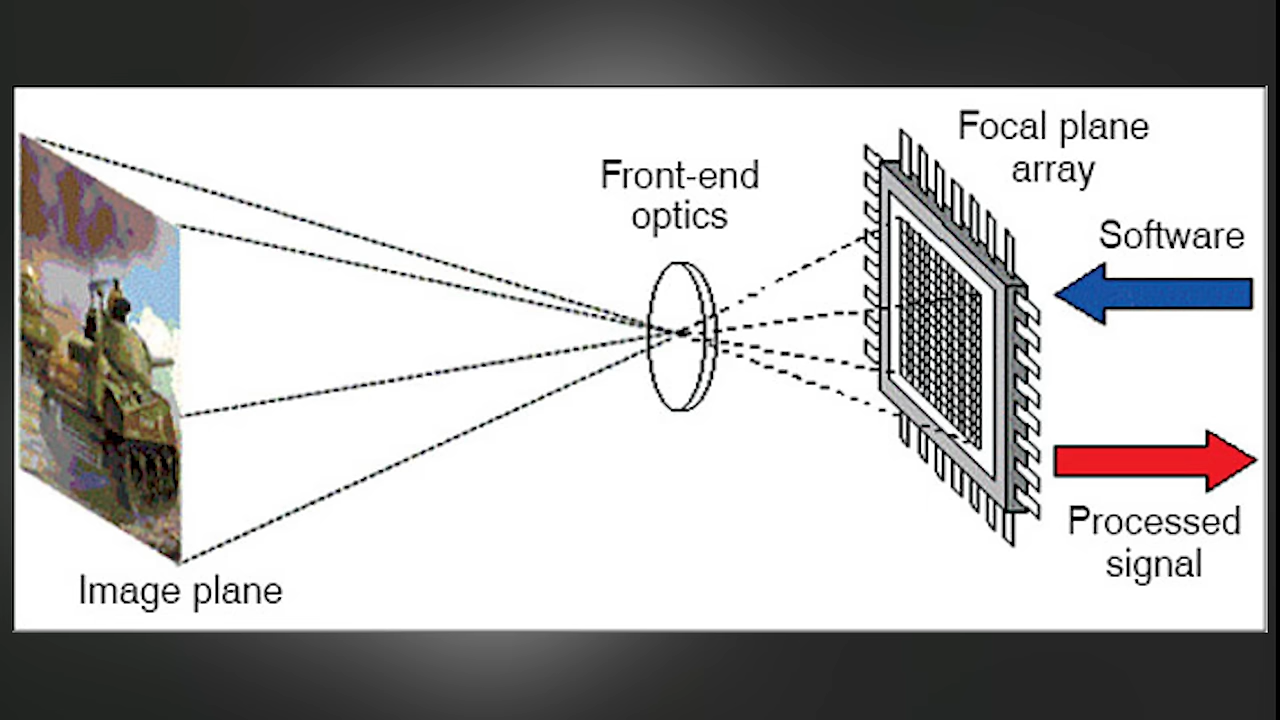 Focal plane
array
Front-end
optics
Software
Processed
signal
Image plane